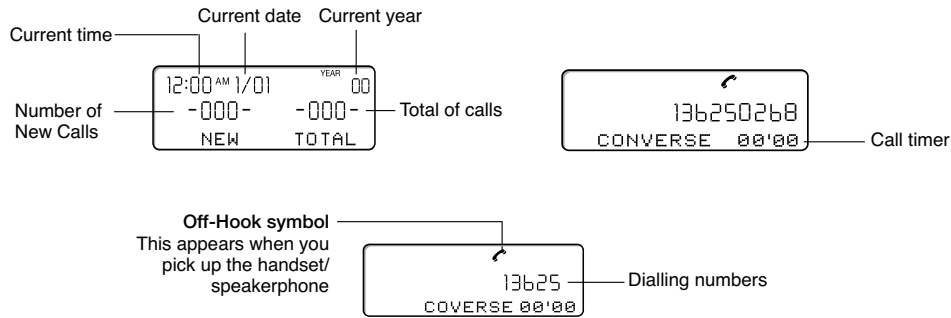 Current date
Current year
Current time
12:00 AM 1/01 YEAR 00
Number of
New Calls
-000- -000-
Total of calls
NEW TOTAL
136250268
CONVERSE 00'00
Call timer
Off-Hook symbol
This appears when you
pick up the handset/
speakerphone
13625
Dialling numbers
COVERSE 00'00